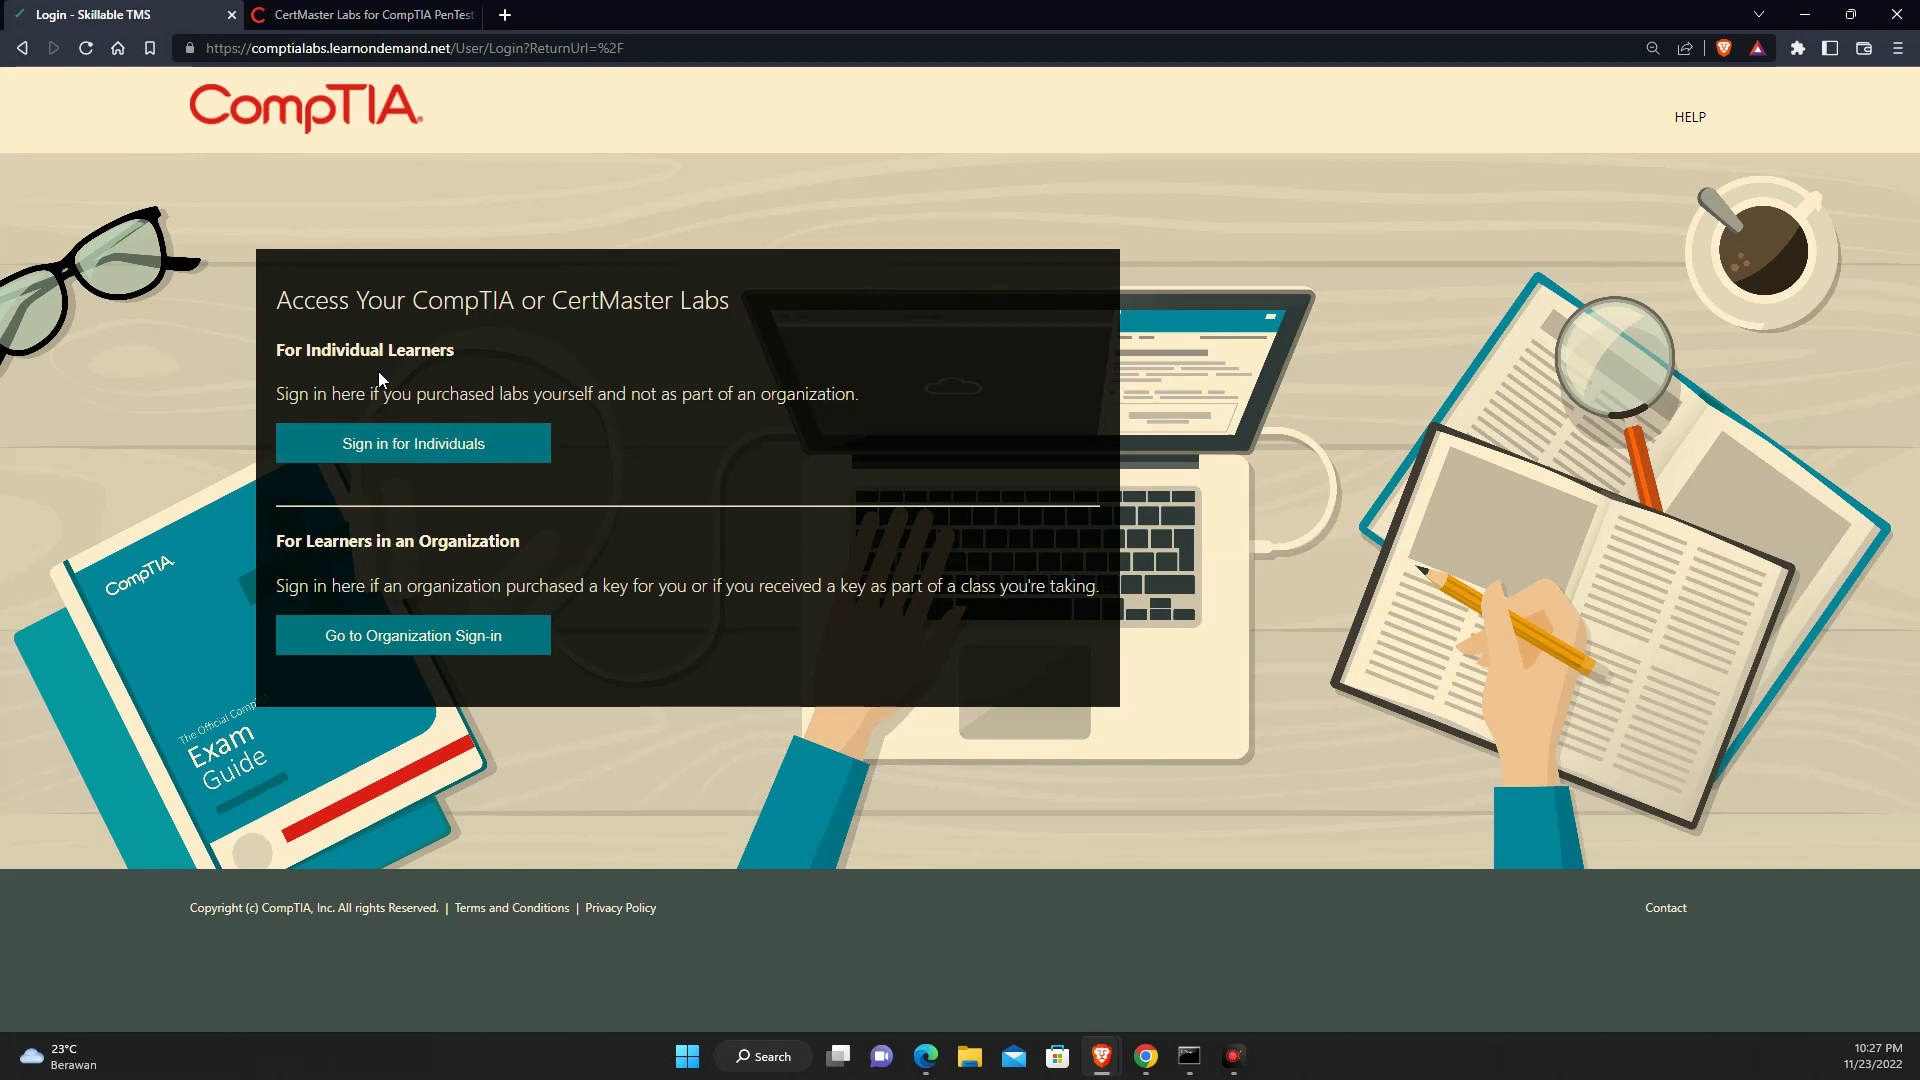 Login - Skillable TMS
CertMaster Labs for CompTIA PenTest
https://comptialabs.learnondemand.net/User/Login?ReturnUrl=%2F
CompTIA.
HELP
Access Your CompTIA or CertMaster Labs
For Individual Learners
Sign in here if you purchased labs yourself and not as part of an organization.
Sign in for Individuals
For Learners in an Organization
Sign in here if an organization purchased a key for you or if you received a key as part of a class you're taking.
Go to Organization Sign-in
CompTIA
The Official CompTIA
Exam
Guide
Copyright (c) CompTIA, Inc. All rights Reserved. | Terms and Conditions | Privacy Policy
Contact
23°C
Berawan
Search
10:27 PM
11/23/2022